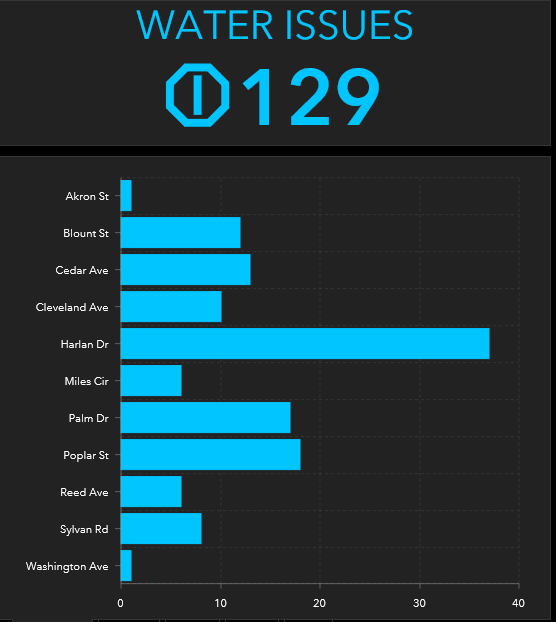 WATER ISSUES
129
Akron St
Blount St
Cedar Ave
Cleveland Ave
Harlan Dr
Miles Cir
Palm Dr
Poplar St
Reed Ave
Sylvan Rd
Washington Ave
0 10 20 30 40